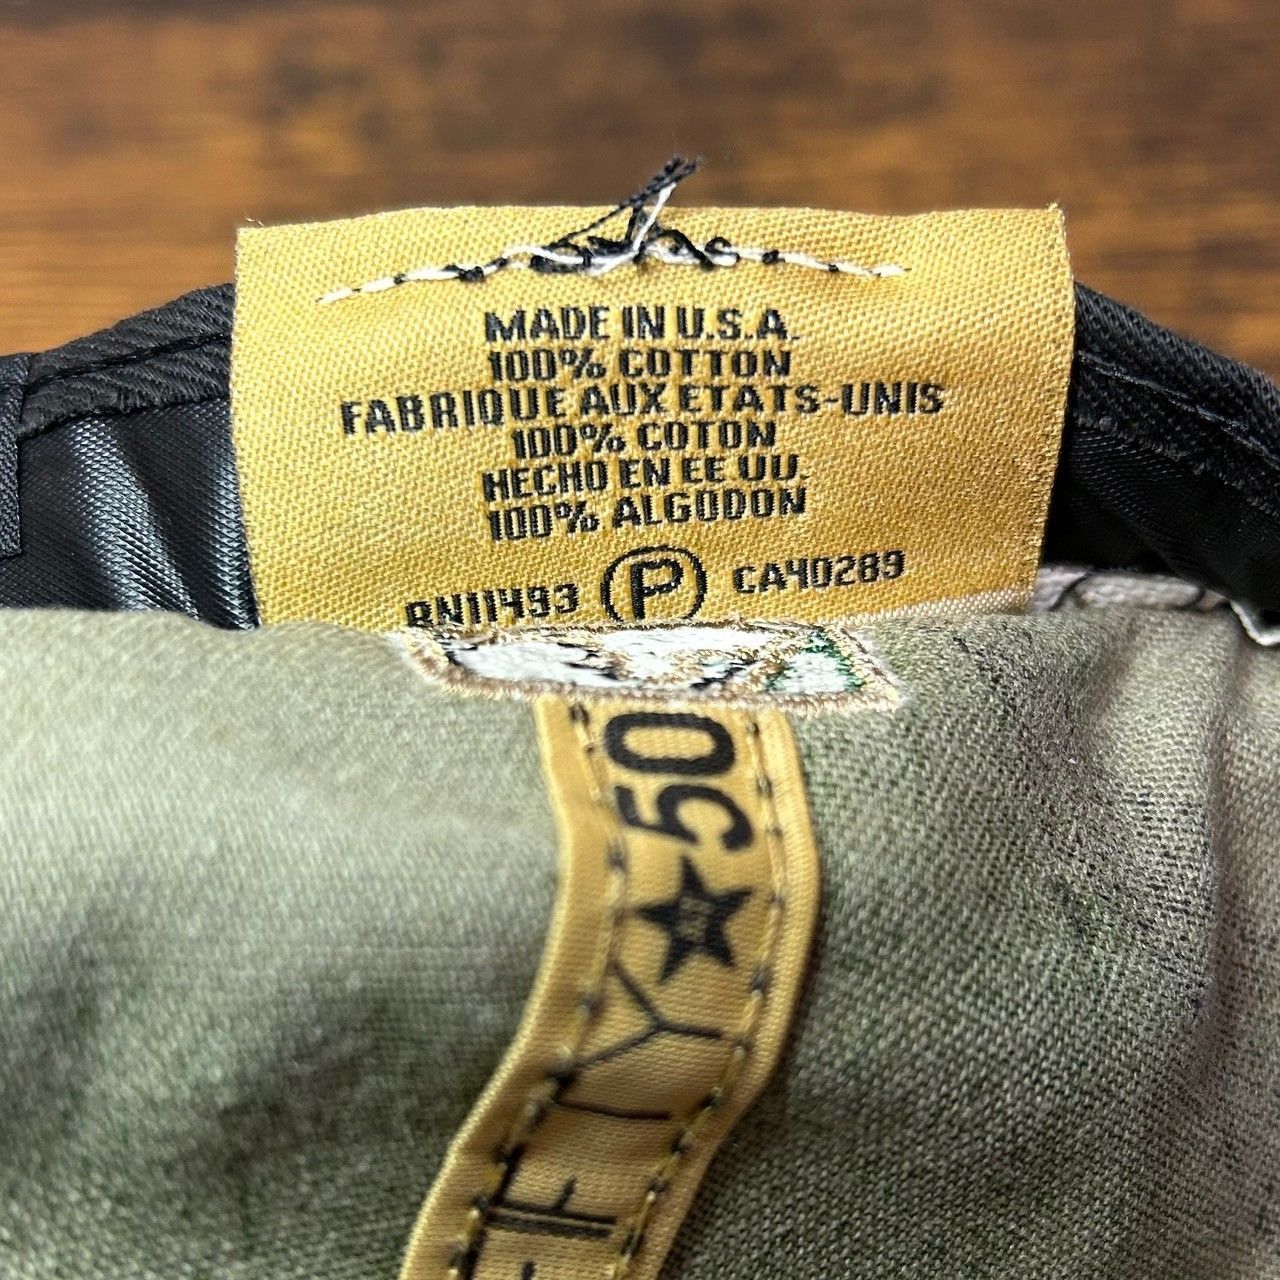 MADE IN U.S.A.
100% COTTON
FABRIQUE AUX ETATS-UNIS
100% COTON
HECHO EN EE UU.
100% ALGODON
RN11493 P CA40289
50